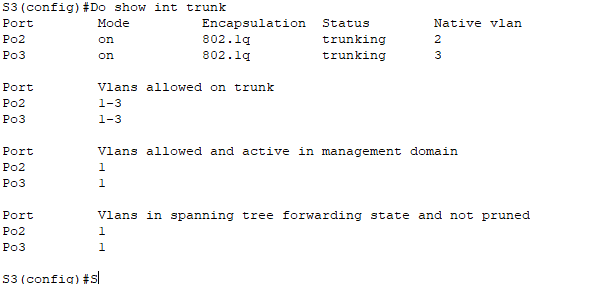 S3(config)#Do show int trunk
Port Mode Encapsulation Status Native vlan
Po2 on 802.1q trunking 2
Po3 on 802.1q trunking 3
Port Vlans allowed on trunk
Po2 1-3
Po3 1-3
Port Vlans allowed and active in management domain
Po2 1
Po3 1
Port Vlans in spanning tree forwarding state and not pruned
Po2 1
Po3 1
S3(config)#S